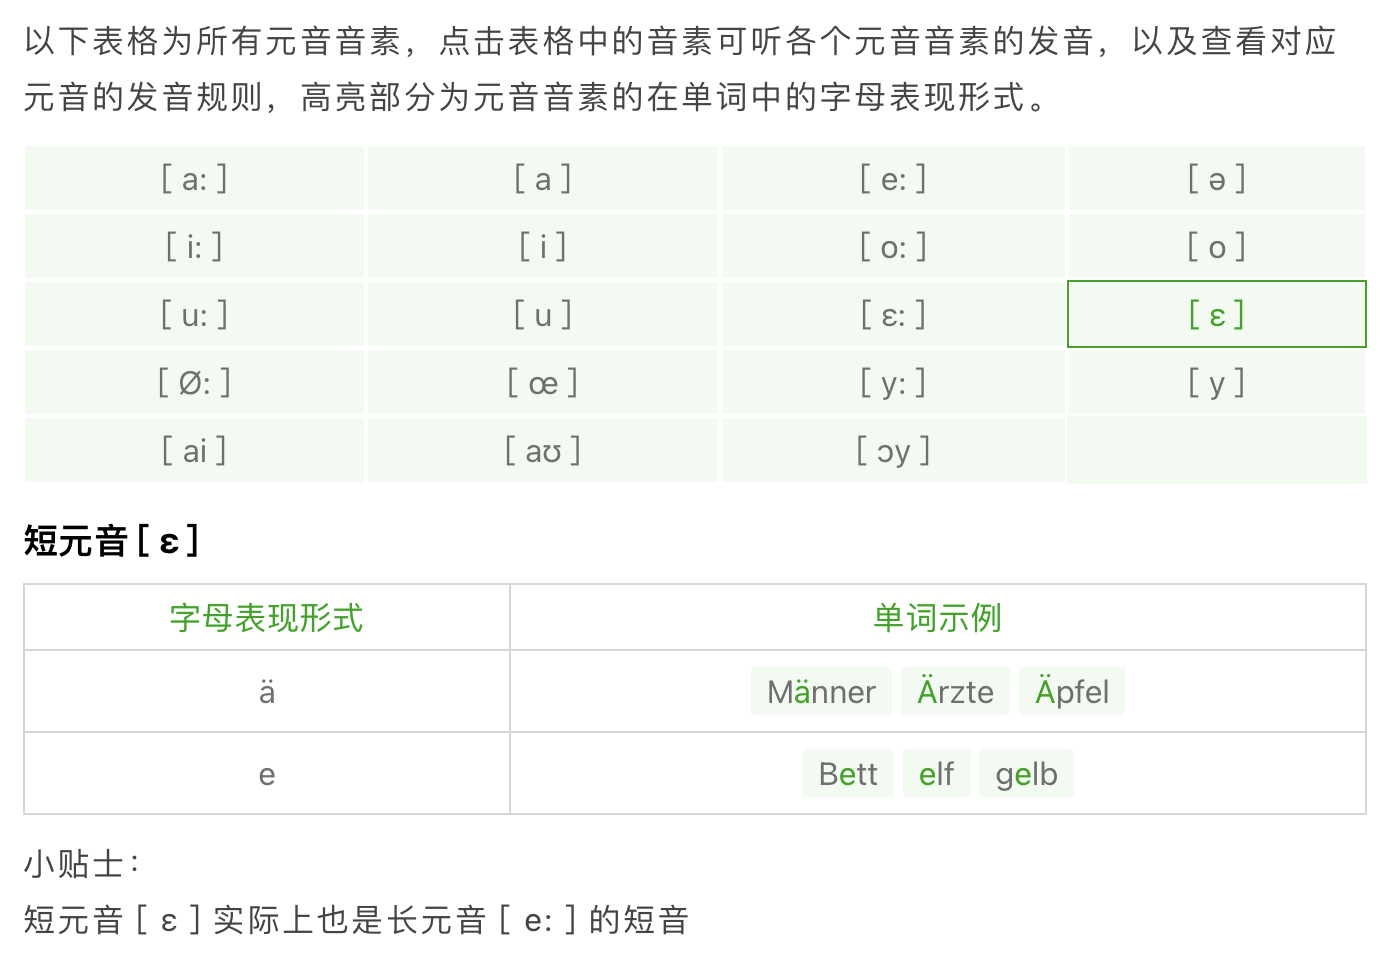 以下表格为所有元音音素，点击表格中的音素可听各个元音音素的发音，以及查看对应
元音的发音规则，高亮部分为元音音素的在单词中的字母表现形式。
[ a: ] [ a ] [ e: ] [ ə ]
[ i: ] [ i ] [ o: ] [ o ]
[ u: ] [ u ] [ ε: ] [ ε ]
[ Ø: ] [ œ ] [ y: ] [ y ]
[ ai ] [ aʊ ] [ ɔy ]
短元音 [ ε ]
字母表现形式 单词示例
ä Männer Ärzte Äpfel
e Bett elf gelb
小贴士：
短元音 [ ε ] 实际上也是长元音 [ e: ] 的短音